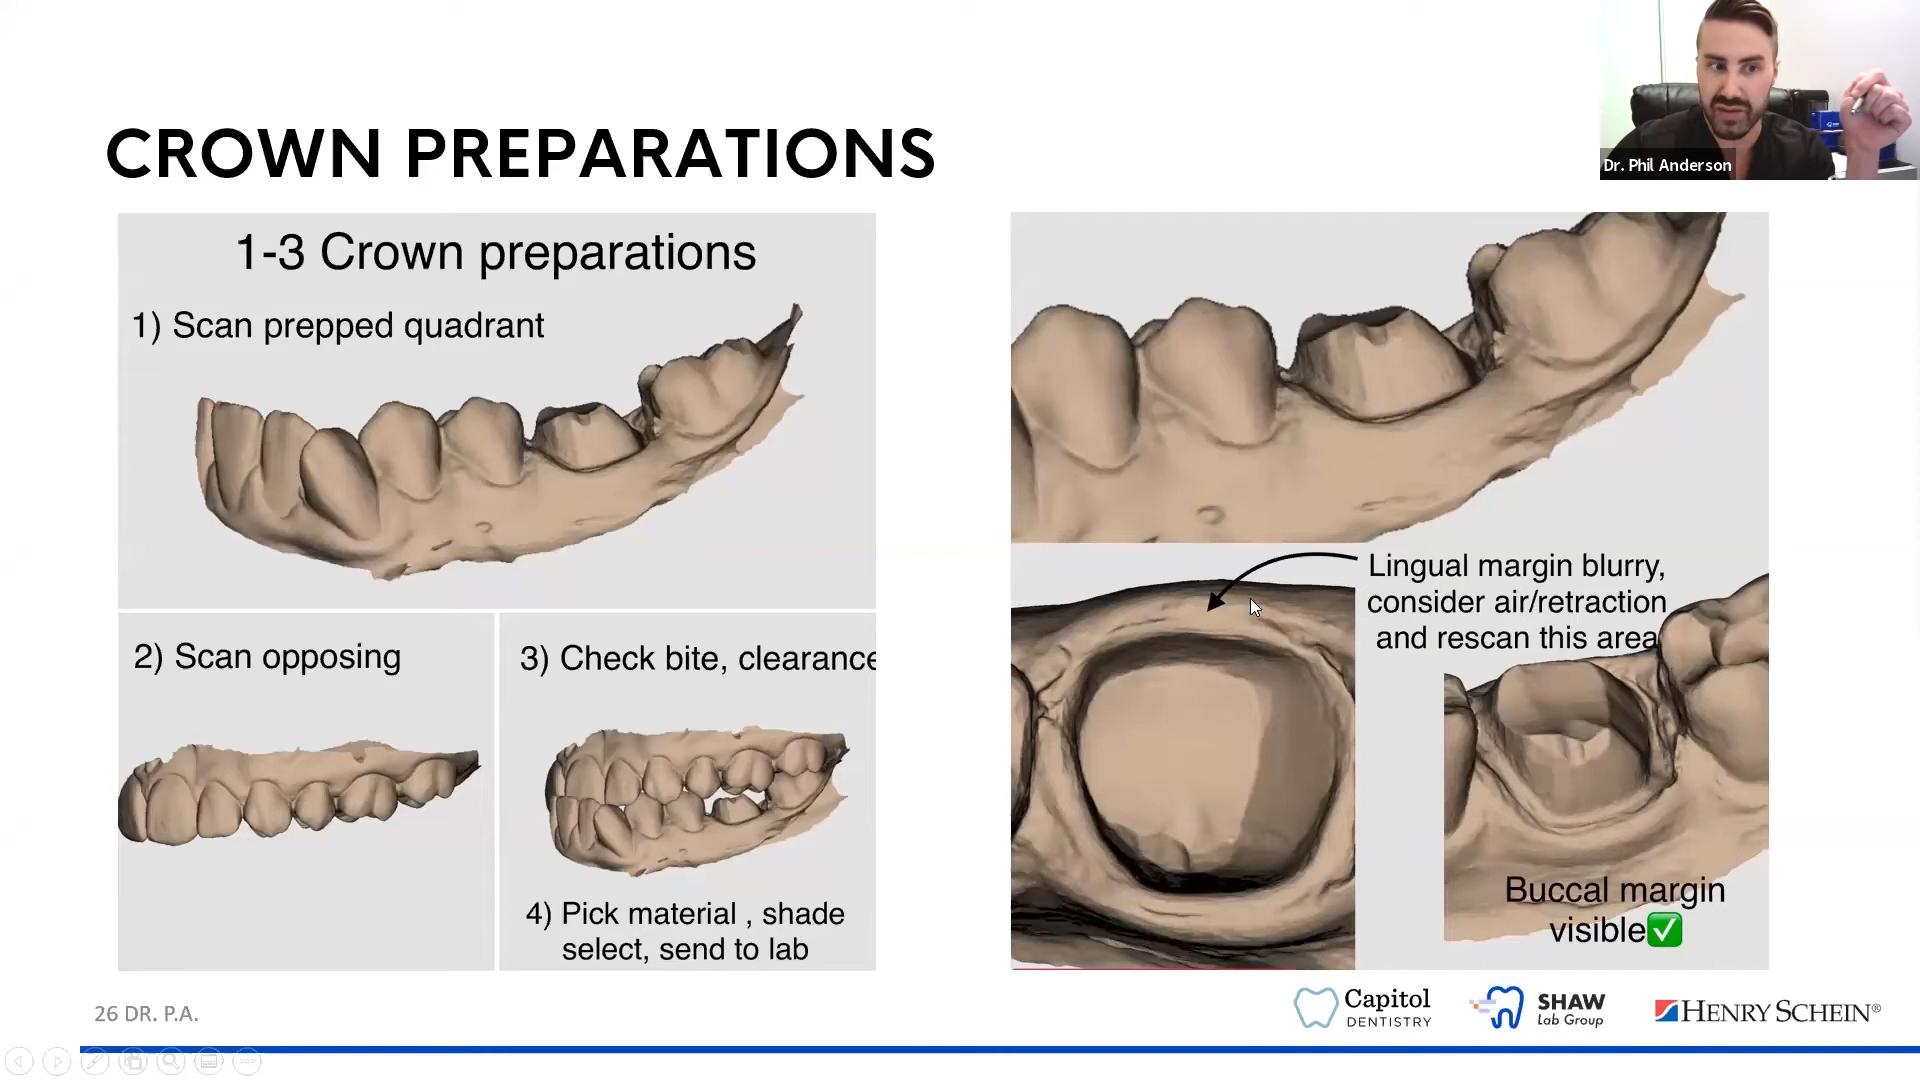 Dr. Phil Anderson
CROWN PREPARATIONS
1-3 Crown preparations
1) Scan prepped quadrant
2) Scan opposing
3) Check bite, clearance
4) Pick material , shade
select, send to lab
Lingual margin blurry,
consider air/retraction
and rescan this area
Buccal margin
visible✅
26 DR. P.A.
Capitol
DENTISTRY
SHAW
Lab Group
HENRY SCHEIN®